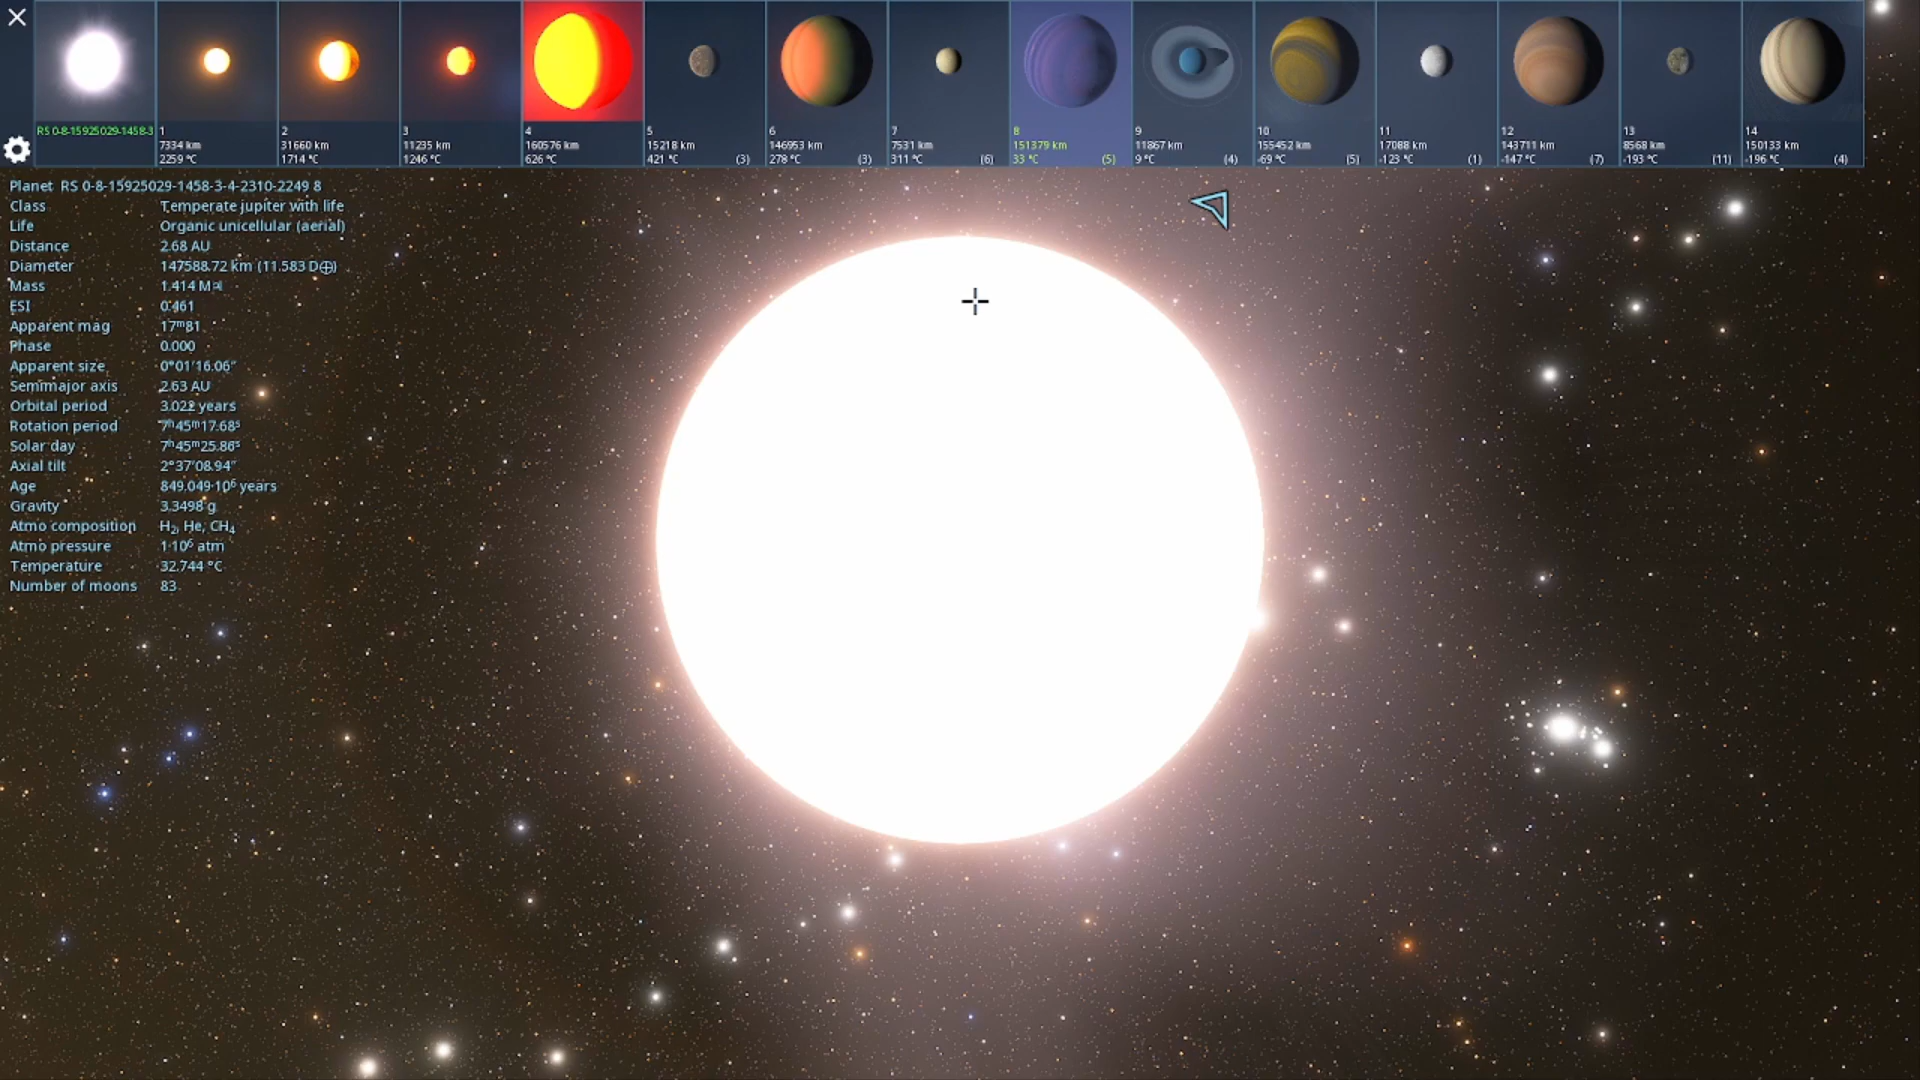 RS 0-8-15925029-1458-3
1
7334 km
2259 ℃
2
31660 km
1714 ℃
3
11235 km
1246 ℃
4
160576 km
626 ℃
5
15218 km
421 ℃ (3)
6
146953 km
278 ℃ (3)
7
7531 km
311 ℃ (6)
8
151379 km
33 ℃ (5)
9
11867 km
9 ℃ (4)
10
155452 km
-69 ℃ (5)
11
17088 km
-123 ℃ (1)
12
143711 km
-147 ℃ (7)
13
8568 km
-193 ℃ (11)
14
150133 km
-196 ℃ (4)
Planet RS 0-8-15925029-1458-3-4-2310-2249 8
Class Temperate jupiter with life
Life Organic unicellular (aerial)
Distance 2.68 AU
Diameter 147588.72 km (11.583 D⊕)
Mass 1.414 M♃
ESI 0.461
Apparent mag 17ᵐ81
Phase 0.000
Apparent size 0°01'16.06"
Semimajor axis 2.63 AU
Orbital period 3.022 years
Rotation period 7ʰ45ᵐ17.68ˢ
Solar day 7ʰ45ᵐ25.86ˢ
Axial tilt 2°37'08.94"
Age 849.049·10⁶ years
Gravity 3.3498 g
Atmo composition H₂, He, CH₄
Atmo pressure 1·10⁶ atm
Temperature 32.744 °C
Number of moons 83